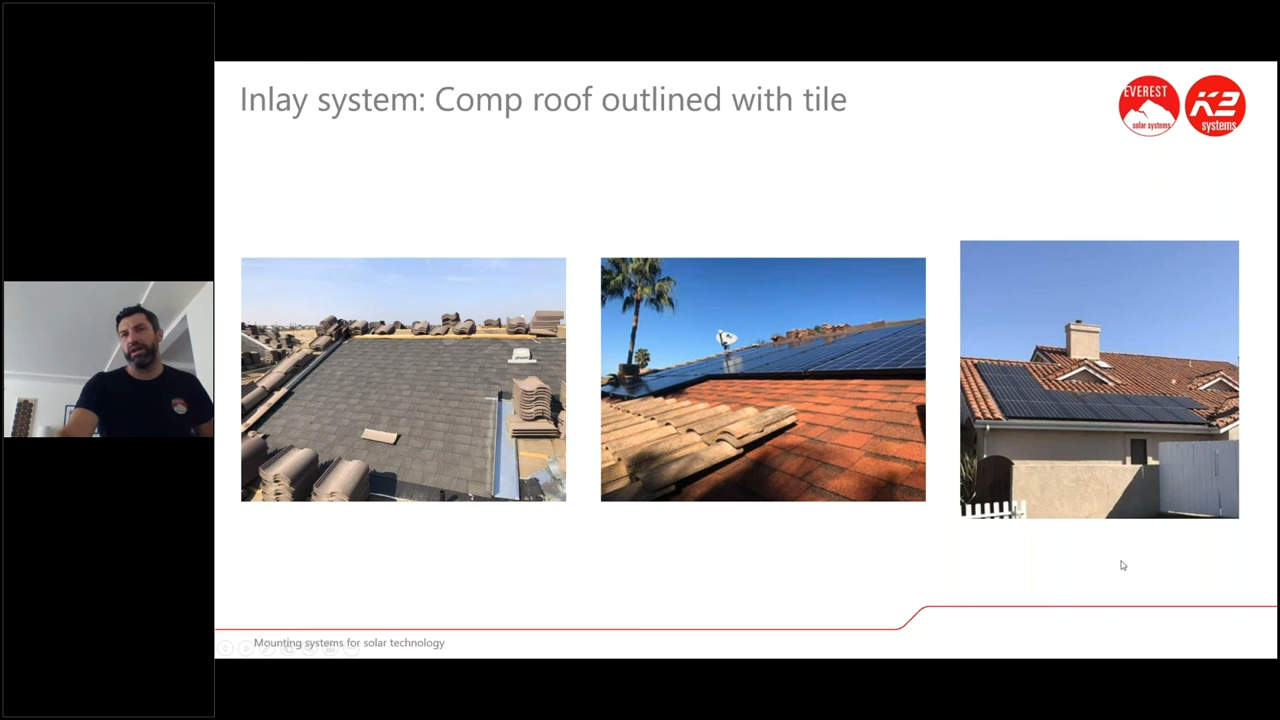 Inlay system: Comp roof outlined with tile
EVEREST
solar systems
K2
systems
Mounting systems for solar technology